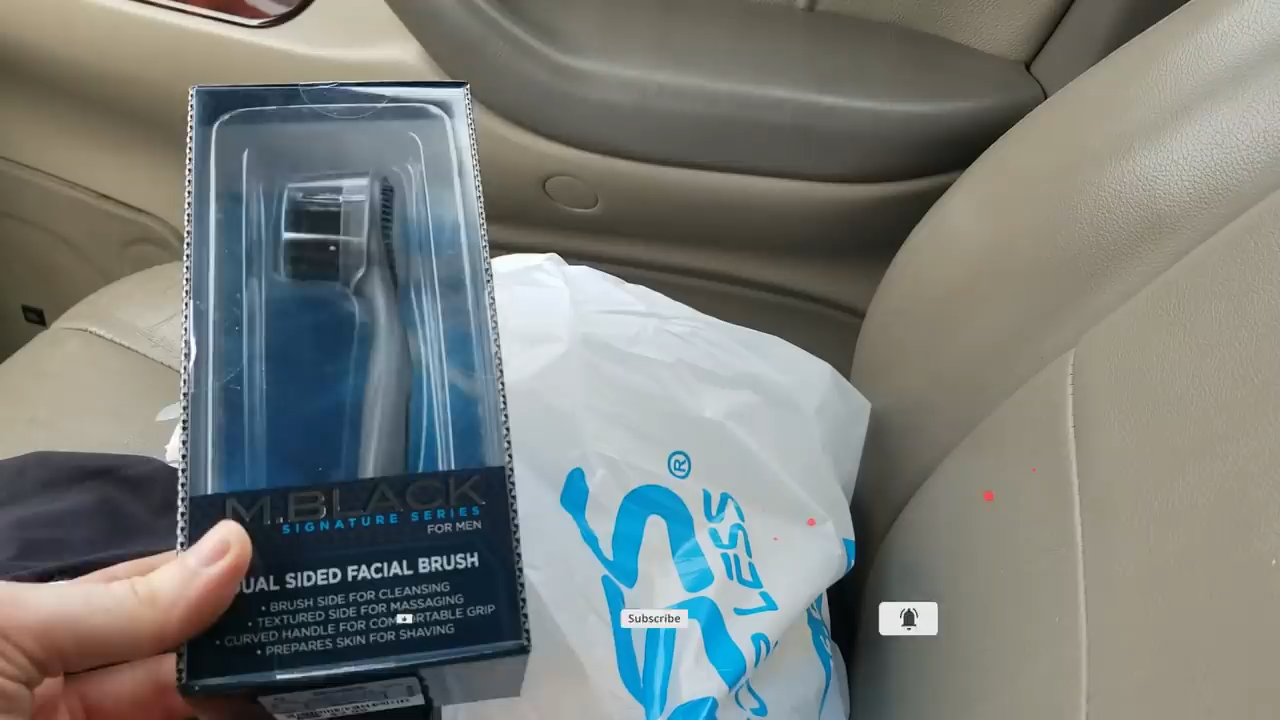 M.BLACK
SIGNATURE SERIES
FOR MEN
UAL SIDED FACIAL BRUSH
• BRUSH SIDE FOR CLEANSING
• TEXTURED SIDE FOR MASSAGING
• CURVED HANDLE FOR COMFORTABLE GRIP
• PREPARES SKIN FOR SHAVING
®
LESS
Subscribe